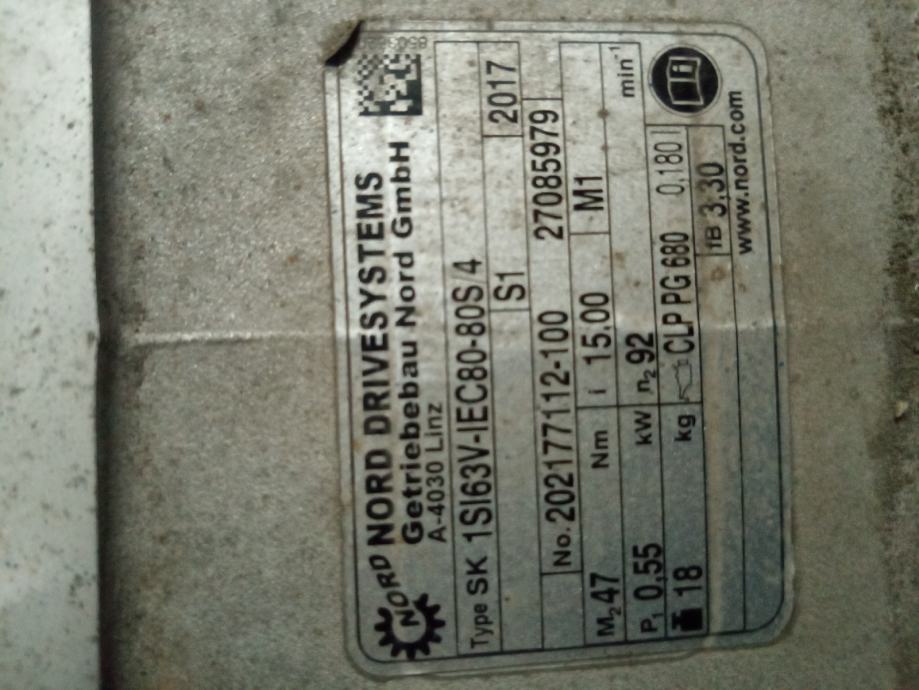 NORD NORD DRIVESYSTEMS
Getriebebau Nord GmbH
A-4030 Linz
Type SK 1SI63V-IEC80-80S/4
S1 2017
No. 202177112-100 27085979
M2 47 Nm i 15.00 M1
P1 0,55 kW n2 92 min-1
18 kg CLP PG 680 0,180 l
fB 3,30
www.nord.com